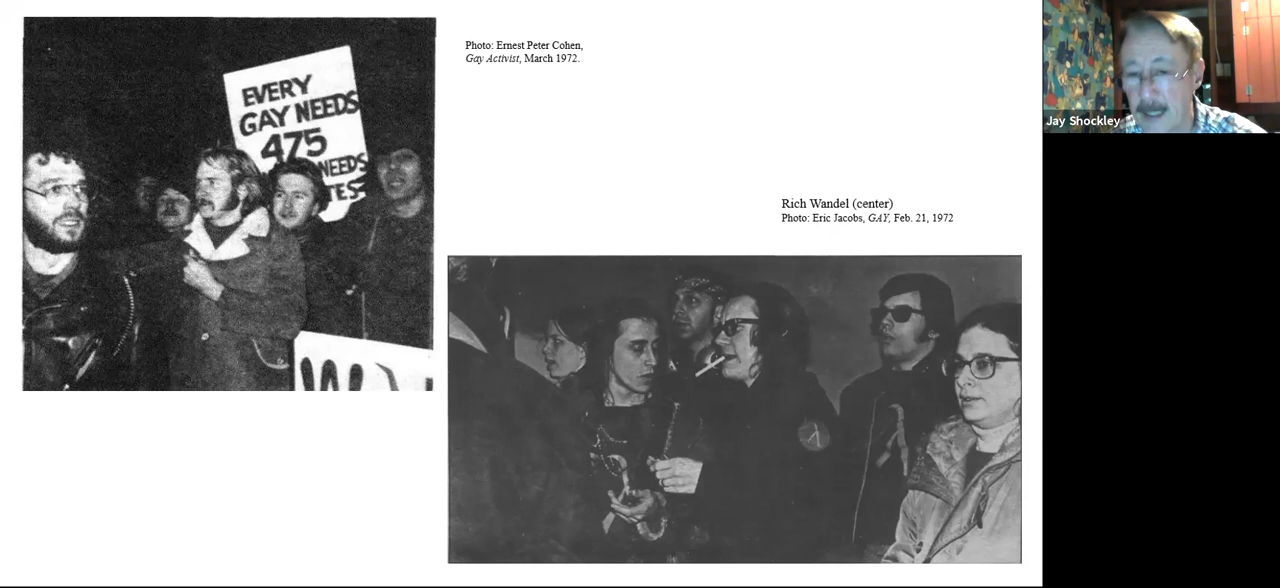 EVERY
GAY NEEDS
475
NEEDS
TES-
Photo: Ernest Peter Cohen,
Gay Activist, March 1972.
Rich Wandel (center)
Photo: Eric Jacobs, GAY, Feb. 21, 1972
λ
Jay Shockley